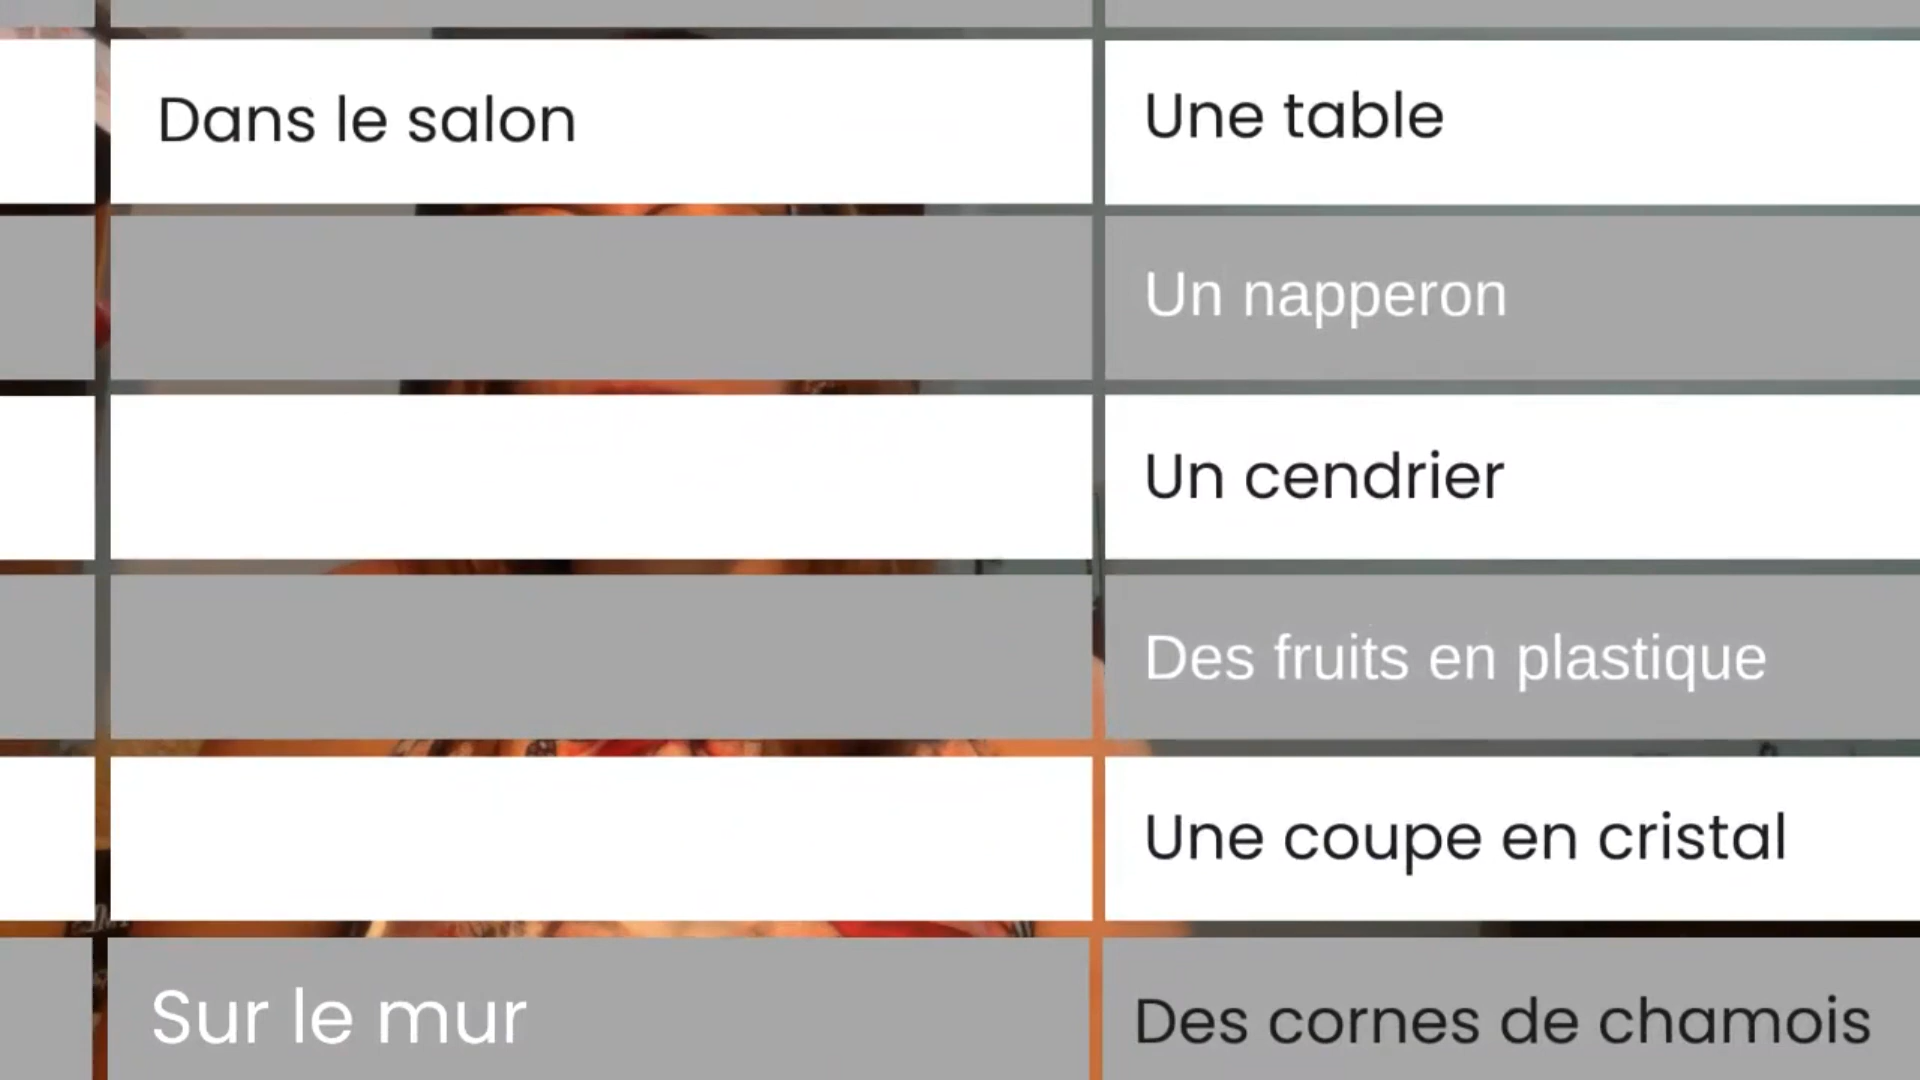 Dans le salon
Une table
Un napperon
Un cendrier
Des fruits en plastique
Une coupe en cristal
Sur le mur
Des cornes de chamois